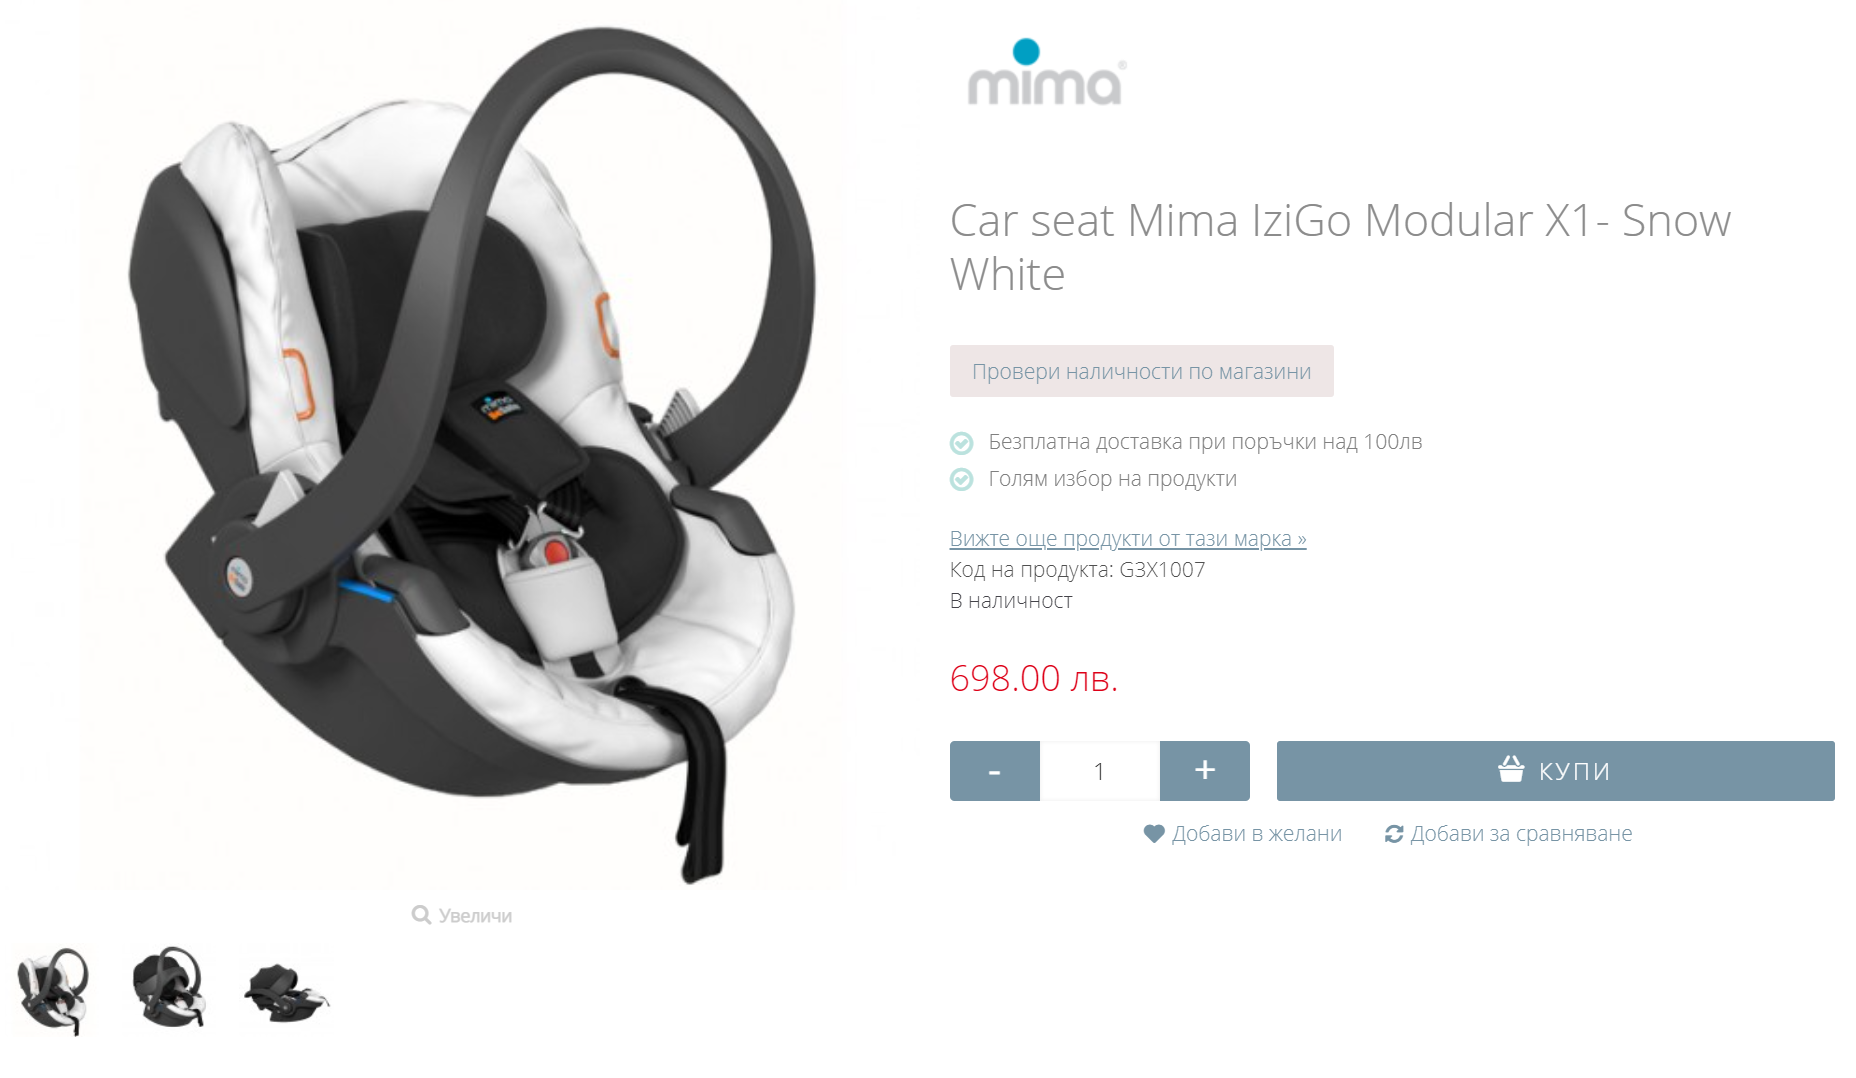 mima®
Car seat Mima IziGo Modular X1- Snow
White
Провери наличности по магазини
Безплатна доставка при поръчки над 100лв
Голям избор на продукти
Вижте още продукти от тази марка »
Код на продукта: G3X1007
В наличност
698.00 лв.
- 1 +
КУПИ
Добави в желани
Добави за сравняване
mima
Увеличи